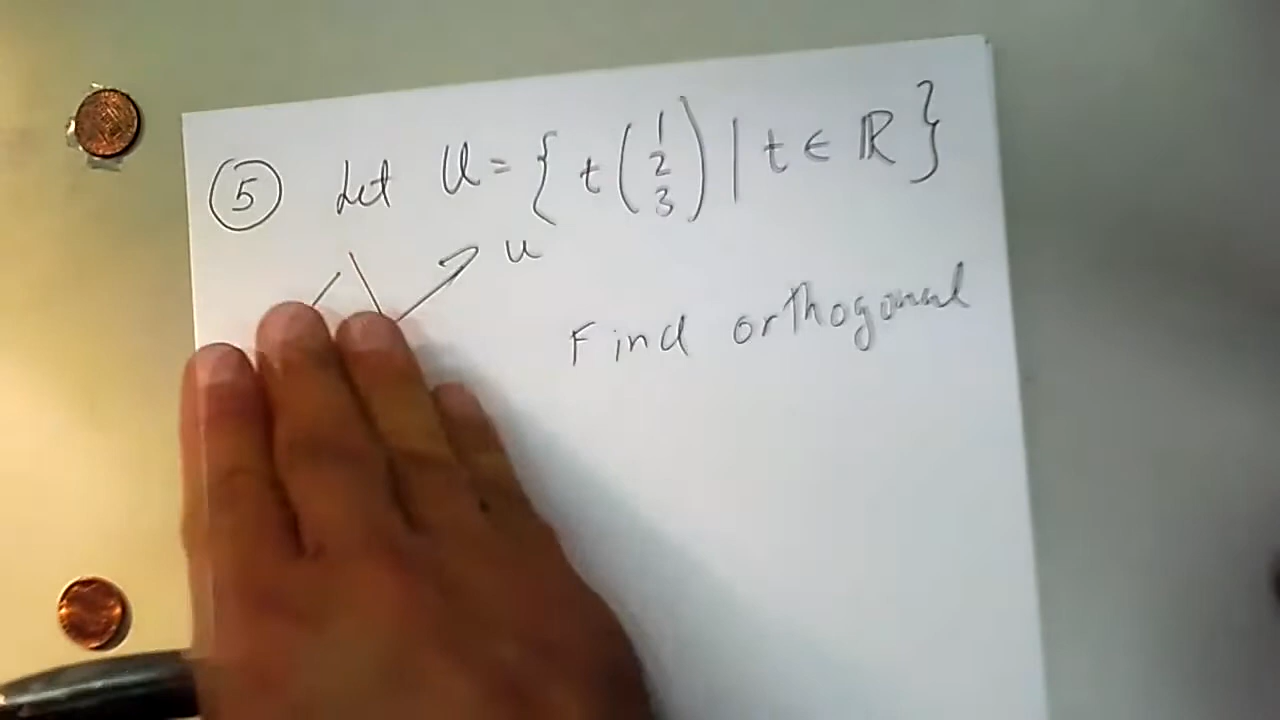 ⑤ Let U = { t (1 2 3) | t ∈ ℝ }
u
Find orthogonal